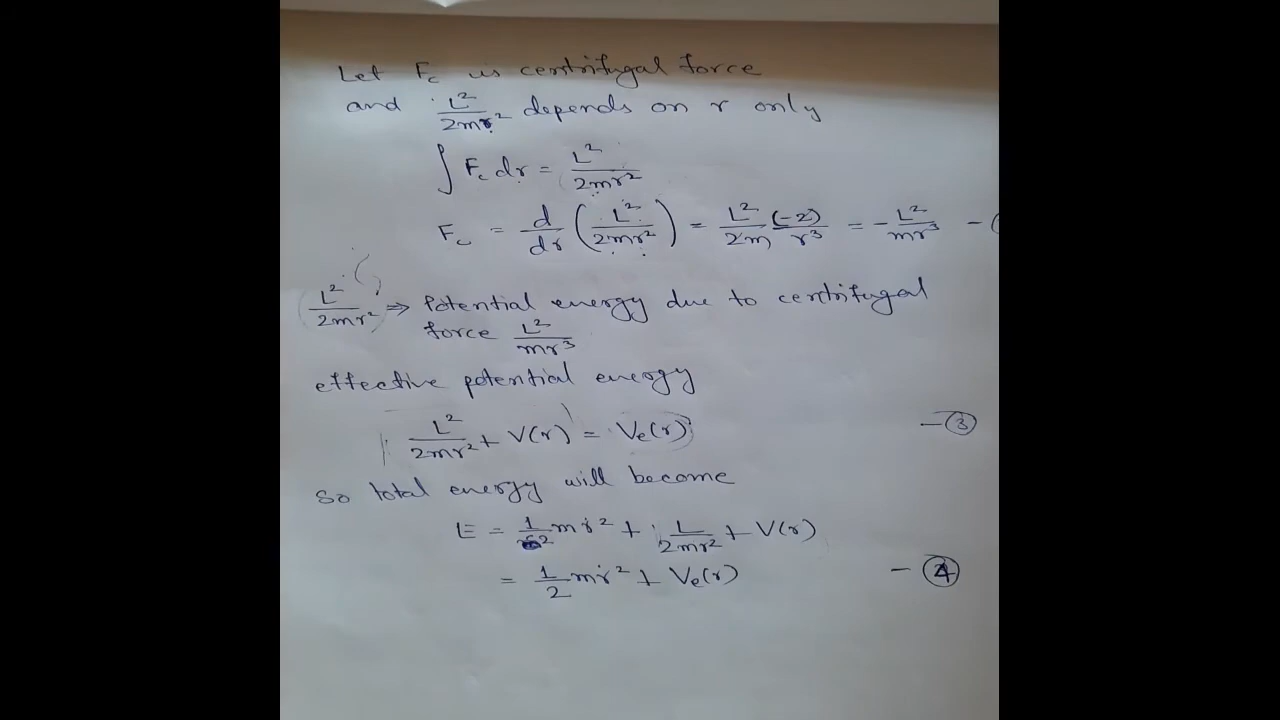 Let F_c is centrifugal force
and L²/2mr² depends on r only
∫ F_c dr = L²/2mr²
F_c = d/dr (L²/2mr²) = L²/2m (-2)/r³ = - L²/mr³ - (
L²/2mr² ⇒ Potential energy due to centrifugal
force L²/mr³
effective potential energy
L²/2mr² + V(r) = V_e(r) - ③
So total energy will become
E = 1/2 mṙ² + L/2mr² + V(r)
= 1/2 mṙ² + V_e(r) - ④